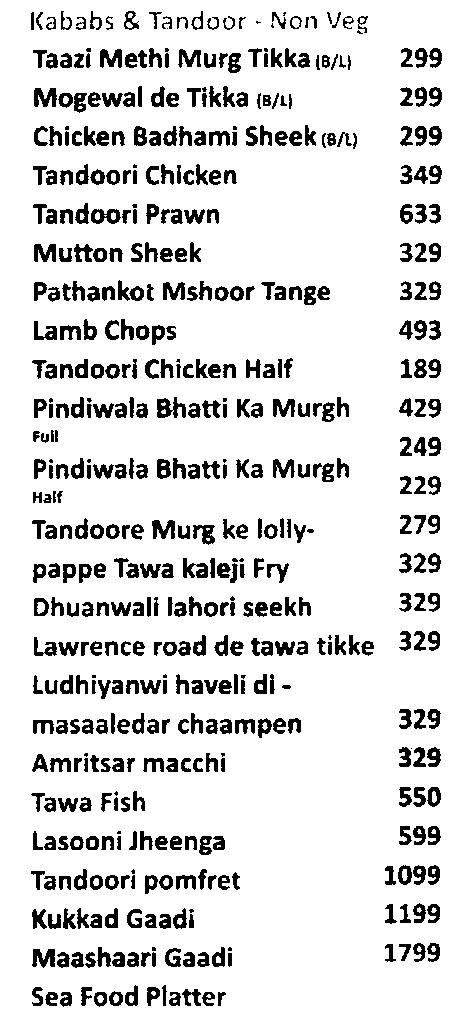 Kababs & Tandoor - Non Veg
Taazi Methi Murg Tikka (B/L) 299
Mogewal de Tikka (B/L) 299
Chicken Badhami Sheek (B/L) 299
Tandoori Chicken 349
Tandoori Prawn 633
Mutton Sheek 329
Pathankot Mshoor Tange 329
Lamb Chops 493
Tandoori Chicken Half 189
Pindiwala Bhatti Ka Murgh 429
Full 249
Pindiwala Bhatti Ka Murgh
Half 229
Tandoore Murg ke lolly- 279
pappe Tawa kaleji Fry 329
Dhuanwali lahori seekh 329
Lawrence road de tawa tikke 329
Ludhiyanwi haveli di -
masaaledar chaampen 329
Amritsar macchi 329
Tawa Fish 550
Lasooni Jheenga 599
Tandoori pomfret 1099
Kukkad Gaadi 1199
Maashaari Gaadi 1799
Sea Food Platter